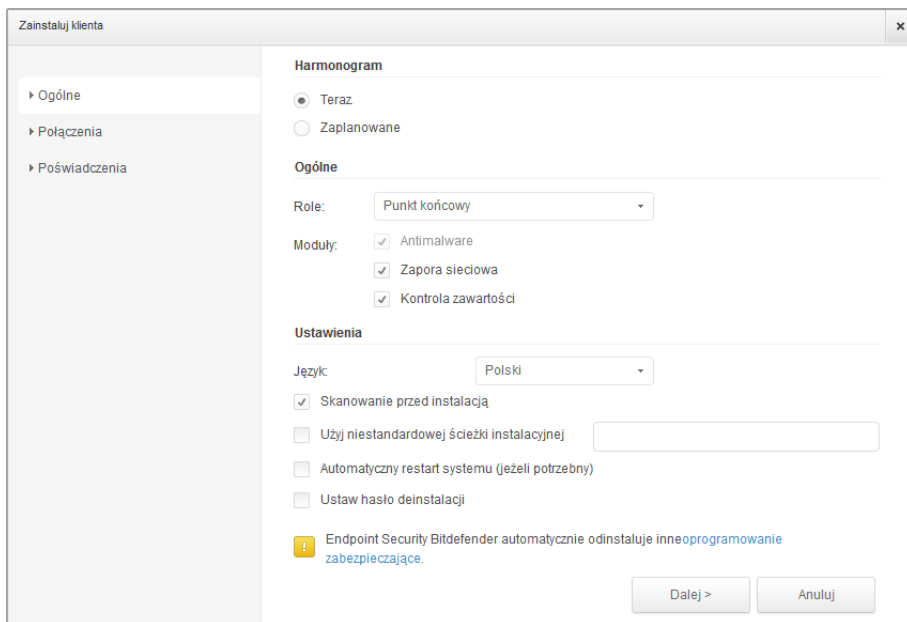 Zainstaluj klienta
x
Ogólne
Połączenia
Poświadczenia
Harmonogram
Teraz
Zaplanowane
Ogólne
Role: Punkt końcowy
Moduły: Antimalware
Zapora sieciowa
Kontrola zawartości
Ustawienia
Język: Polski
Skanowanie przed instalacją
Użyj niestandardowej ścieżki instalacyjnej
Automatyczny restart systemu (jeżeli potrzebny)
Ustaw hasło deinstalacji
! Endpoint Security Bitdefender automatycznie odinstaluje inneoprogramowanie
zabezpieczające.
Dalej > Anuluj